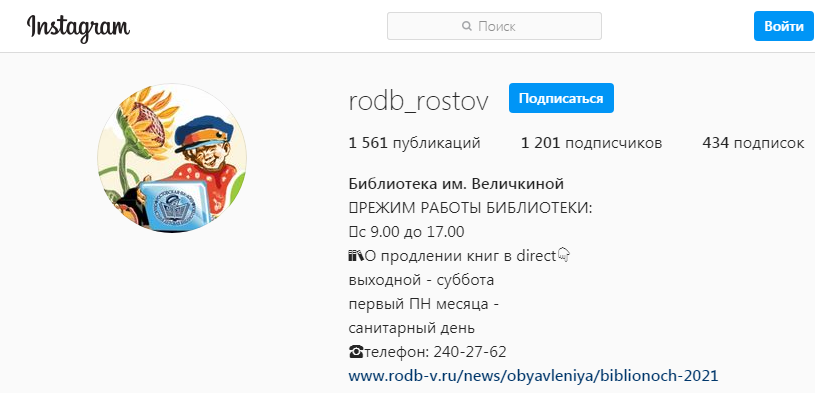 Instagram
Поиск
Войти
rodb_rostov Подписаться
1 561 публикаций 1 201 подписчиков 434 подписок
Библиотека им. Величкиной
РЕЖИМ РАБОТЫ БИБЛИОТЕКИ:
с 9.00 до 17.00
О продлении книг в direct👇
выходной - суббота
первый ПН месяца -
санитарный день
☎телефон: 240-27-62
www.rodb-v.ru/news/obyavleniya/biblionoch-2021